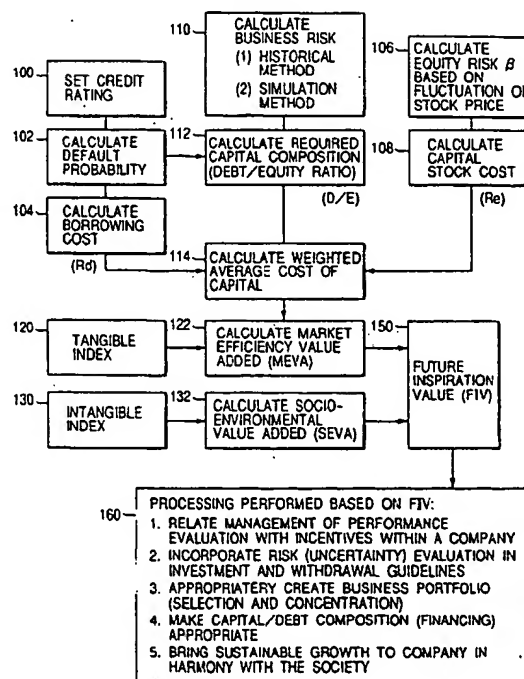 110
CALCULATE
BUSINESS RISK
(1) HISTORICAL
METHOD
(2) SIMULATION
METHOD
106
CALCULATE
EQUITY RISK β
BASED ON
FLUCTUATION OF
STOCK PRICE
100
SET CREDIT
RATING
102
CALCULATE
DEFAULT
PROBABILITY
112
CALCULATE REQUIRED
CAPITAL COMPOSITION
(DEBT/EQUITY RATIO)
108
CALCULATE
CAPITAL
STOCK COST
104
CALCULATE
BORROWING
COST
(Rd)
(D/E)
(Re)
114
CALCULATE WEIGHTED
AVERAGE COST OF
CAPITAL
120
TANGIBLE
INDEX
122
CALCULATE MARKET
EFFICIENCY VALUE
ADDED (MEVA)
150
FUTURE
INSPIRATION
VALUE (FIV)
130
INTANGIBLE
INDEX
132
CALCULATE SOCIO-
ENVIRONMENTAL
VALUE ADDED (SEVA)
160
PROCESSING PERFORMED BASED ON FIV:
1. RELATE MANAGEMENT OF PERFORMANCE
EVALUATION WITH INCENTIVES WITHIN A COMPANY
2. INCORPORATE RISK (UNCERTAINTY) EVALUATION IN
INVESTMENT AND WITHDRAWAL GUIDELINES
3. APPROPRIATERY CREATE BUSINESS PORTFOLIO
(SELECTION AND CONCENTRATION)
4. MAKE CAPITAL/DEBT COMPOSITION (FINANCING)
APPROPRIATE
5. BRING SUSTAINABLE GROWTH TO COMPANY IN
HARMONY WITH THE SOCIETY